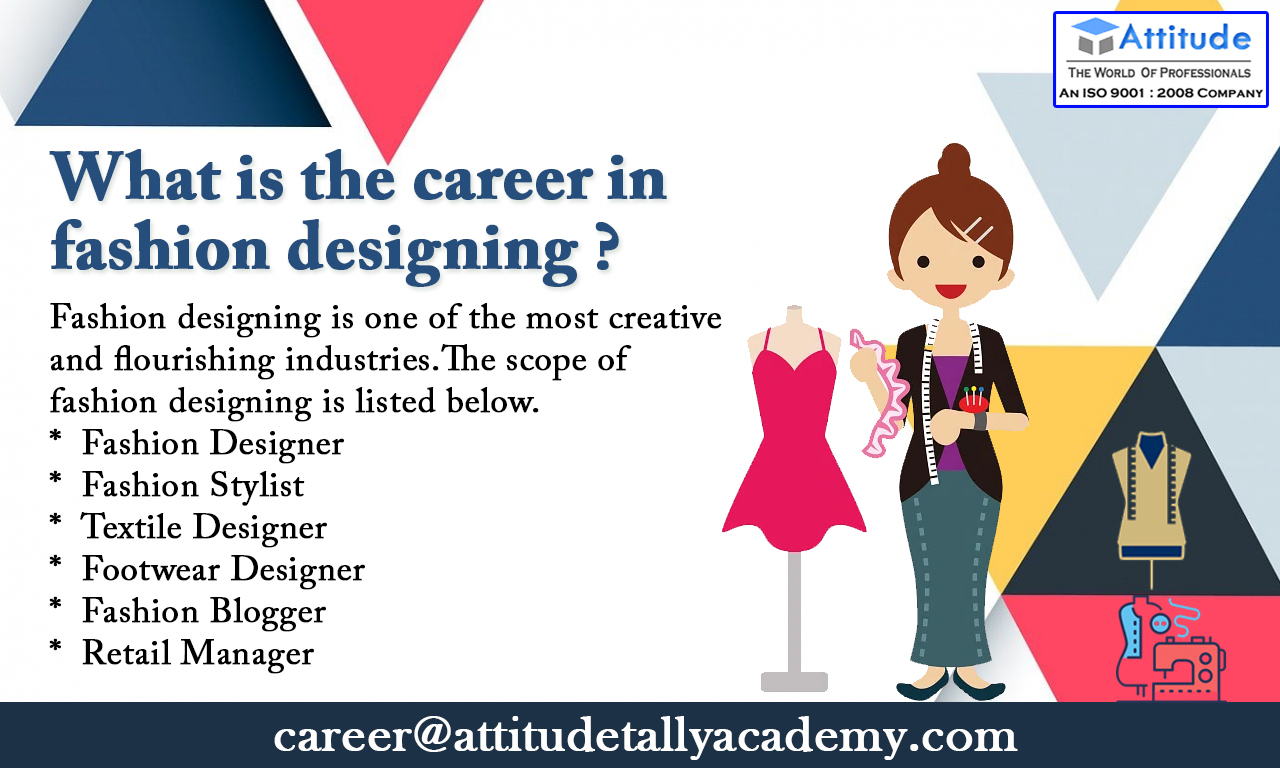 Attitude
THE WORLD OF PROFESSIONALS
AN ISO 9001 : 2008 COMPANY
What is the career in
fashion designing ?
Fashion designing is one of the most creative
and flourishing industries.The scope of
fashion designing is listed below.
* Fashion Designer
* Fashion Stylist
* Textile Designer
* Footwear Designer
* Fashion Blogger
* Retail Manager
career@attitudetallyacademy.com